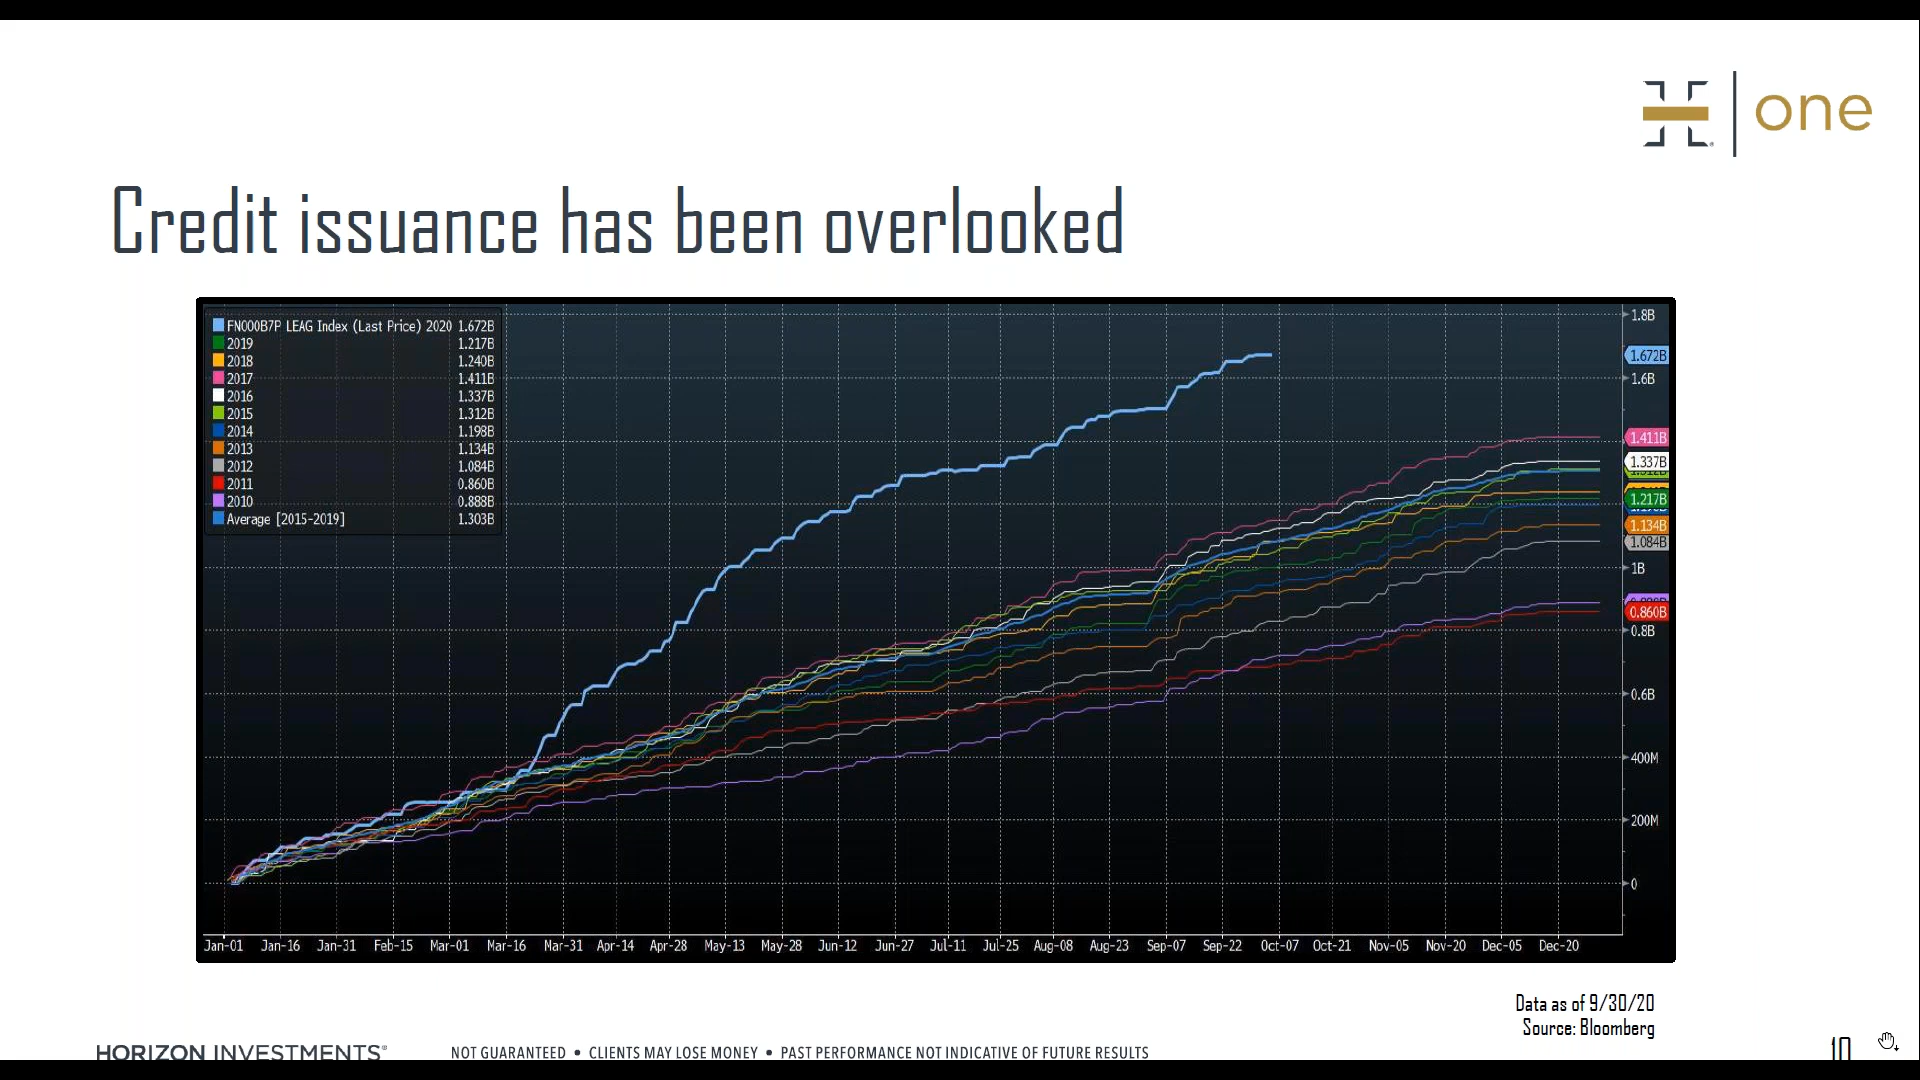 one
Credit issuance has been overlooked
FN000B7P LEAG Index (Last Price) 2020 1.672B
2019 1.217B
2018 1.240B
2017 1.411B
2016 1.337B
2015 1.312B
2014 1.198B
2013 1.134B
2012 1.084B
2011 0.860B
2010 0.888B
Average [2015-2019] 1.303B
1.8B
1.672B
1.6B
1.411B
1.337B
1.217B
1.134B
1.084B
1B
0.860B
0.8B
0.6B
400M
200M
0
Jan-01 Jan-16 Jan-31 Feb-15 Mar-01 Mar-16 Mar-31 Apr-14 Apr-28 May-13 May-28 Jun-12 Jun-27 Jul-11 Jul-25 Aug-08 Aug-23 Sep-07 Sep-22 Oct-07 Oct-21 Nov-05 Nov-20 Dec-05 Dec-20
Data as of 9/30/20
Source: Bloomberg
HORIZON INVESTMENTS® NOT GUARANTEED • CLIENTS MAY LOSE MONEY • PAST PERFORMANCE NOT INDICATIVE OF FUTURE RESULTS
10